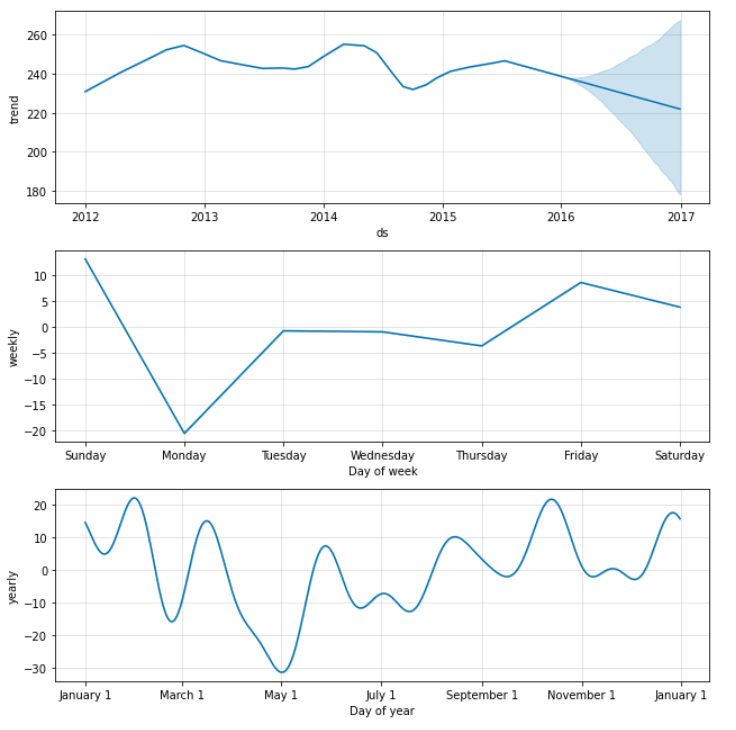 260
240
220
200
180
trend
2012 2013 2014 2015 2016 2017
ds
10
5
0
−5
−10
−15
−20
weekly
Sunday Monday Tuesday Wednesday Thursday Friday Saturday
Day of week
20
10
0
−10
−20
−30
yearly
January 1 March 1 May 1 July 1 September 1 November 1 January 1
Day of year